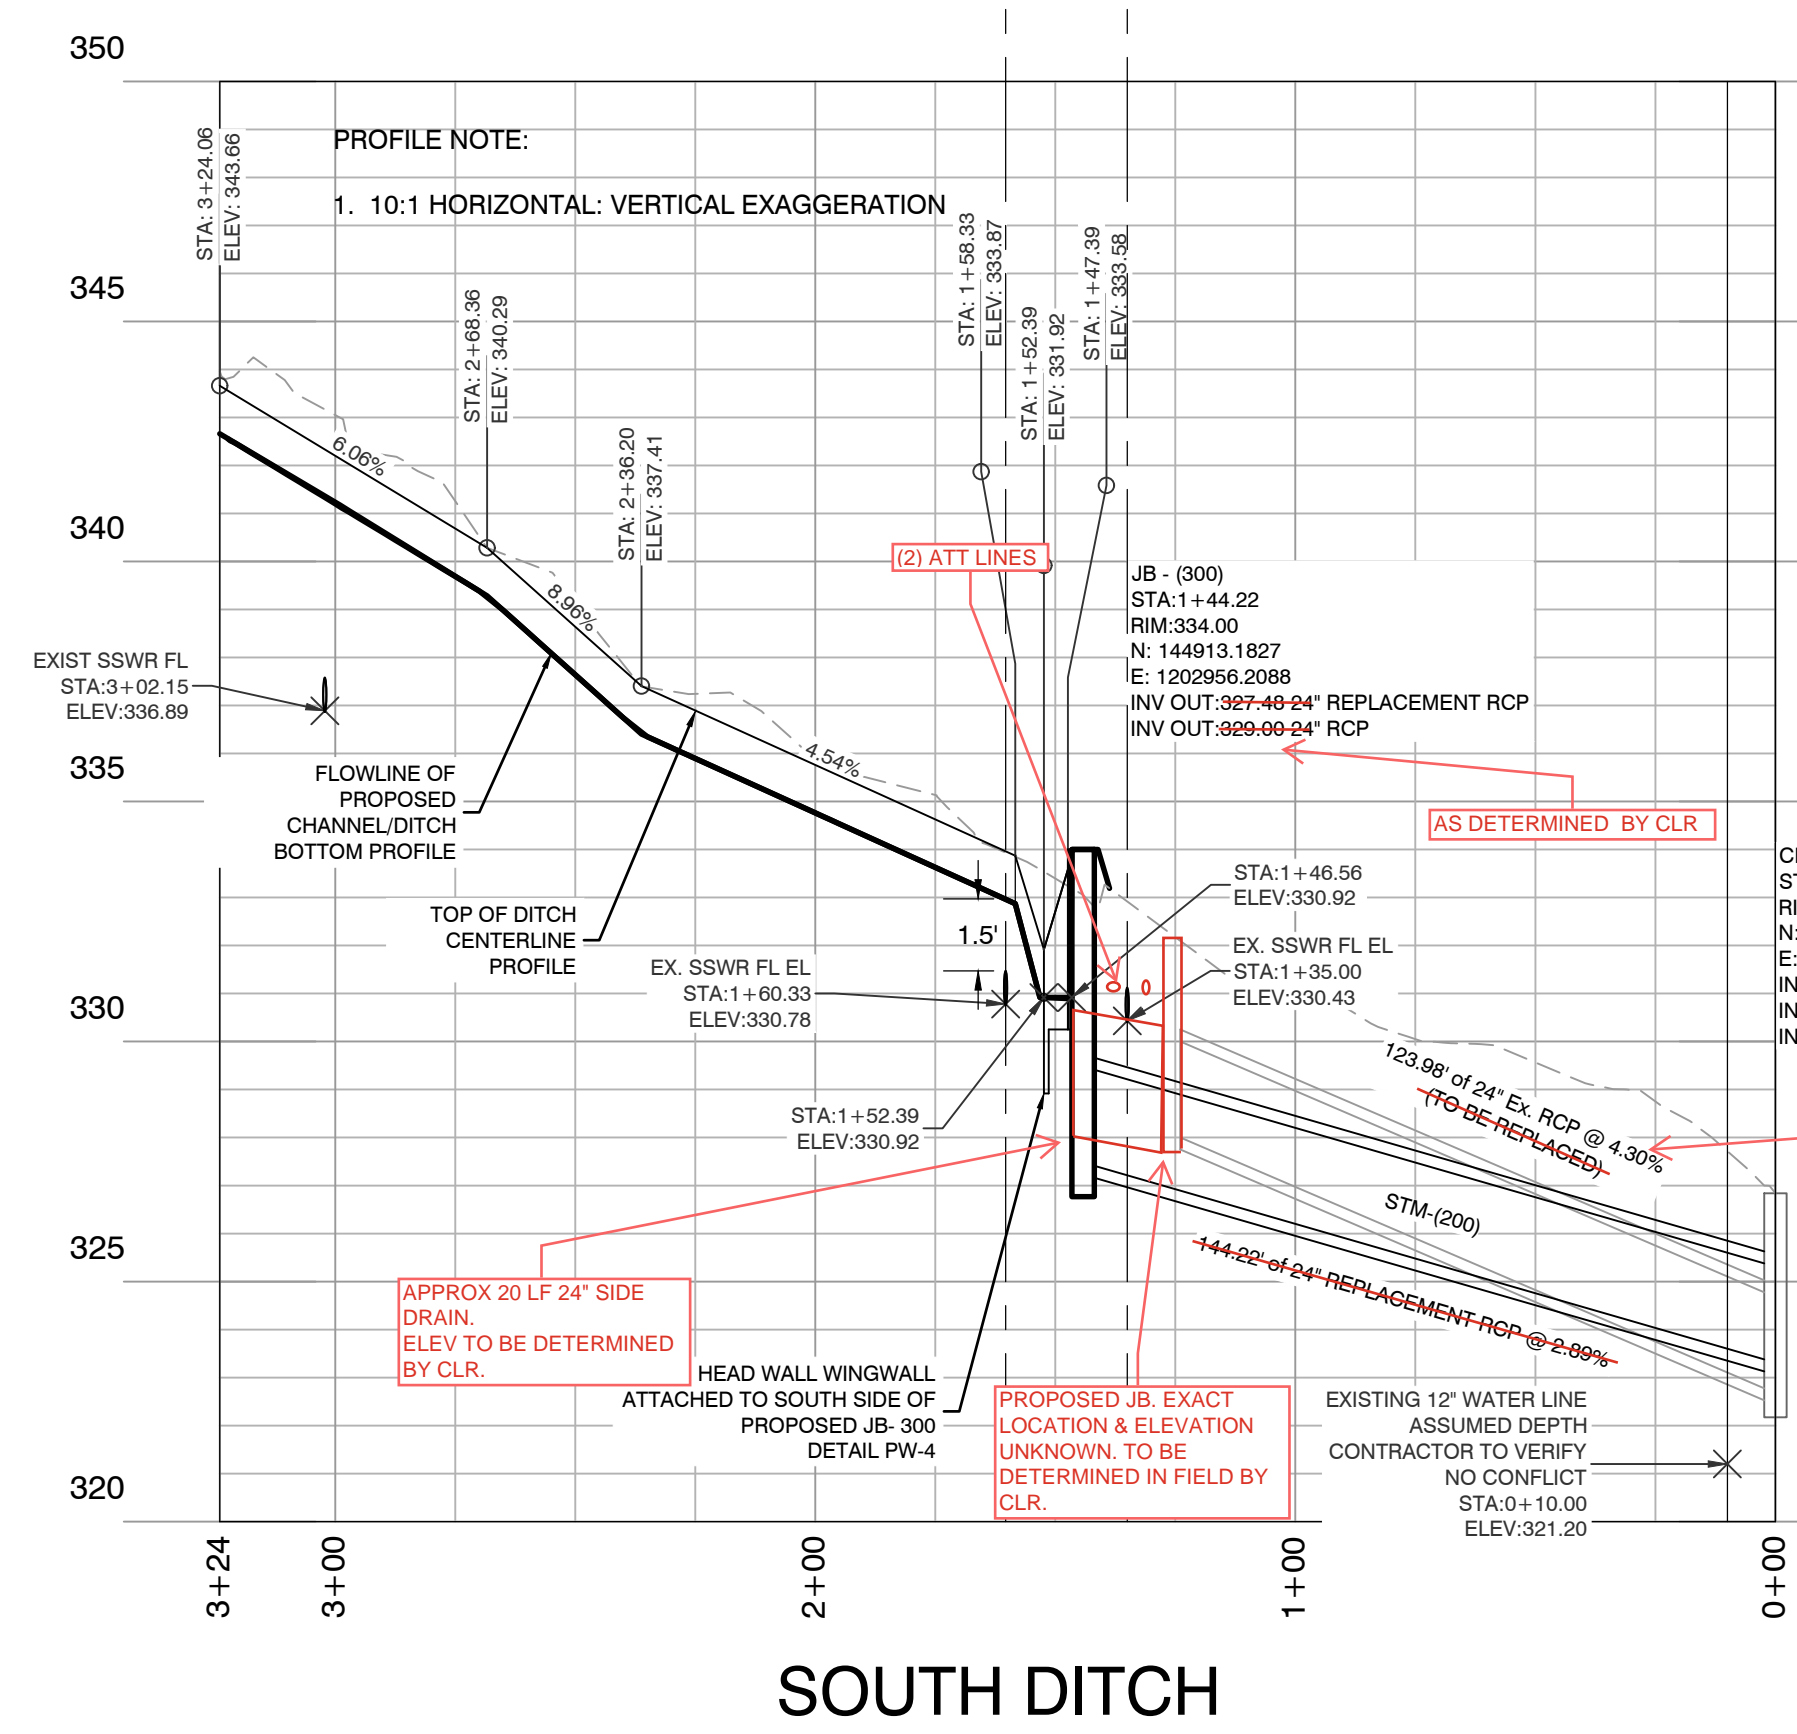 350
345
340
335
330
325
320
PROFILE NOTE:
1. 10:1 HORIZONTAL: VERTICAL EXAGGERATION
STA: 3+24.06
ELEV: 343.66
STA: 2+68.36
ELEV: 340.29
STA: 2+36.20
ELEV: 337.41
STA: 1+58.33
ELEV: 333.87
STA: 1+52.39
ELEV: 331.92
STA: 1+47.39
ELEV: 333.58
6.06%
8.96%
4.54%
(2) ATT LINES
JB - (300)
STA:1+44.22
RIM:334.00
N: 144913.1827
E: 1202956.2088
INV OUT:327.48 24" REPLACEMENT RCP
INV OUT:329.00 24" RCP
AS DETERMINED BY CLR
EXIST SSWR FL
STA:3+02.15
ELEV:336.89
FLOWLINE OF
PROPOSED
CHANNEL/DITCH
BOTTOM PROFILE
TOP OF DITCH
CENTERLINE
PROFILE
1.5'
EX. SSWR FL EL
STA:1+60.33
ELEV:330.78
STA:1+46.56
ELEV:330.92
EX. SSWR FL EL
STA:1+35.00
ELEV:330.43
STA:1+52.39
ELEV:330.92
123.98' of 24" Ex. RCP @ 4.30%
(TO BE REPLACED)
STM-(200)
144.22' of 24" REPLACEMENT RCP @ 2.89%
APPROX 20 LF 24" SIDE
DRAIN.
ELEV TO BE DETERMINED
BY CLR.
HEAD WALL WINGWALL
ATTACHED TO SOUTH SIDE OF
PROPOSED JB- 300
DETAIL PW-4
PROPOSED JB. EXACT
LOCATION & ELEVATION
UNKNOWN. TO BE
DETERMINED IN FIELD BY
CLR.
EXISTING 12" WATER LINE
ASSUMED DEPTH
CONTRACTOR TO VERIFY
NO CONFLICT
STA:0+10.00
ELEV:321.20
N:
E:
IN
IN
IN
3+24
3+00
2+00
1+00
0+00
SOUTH DITCH